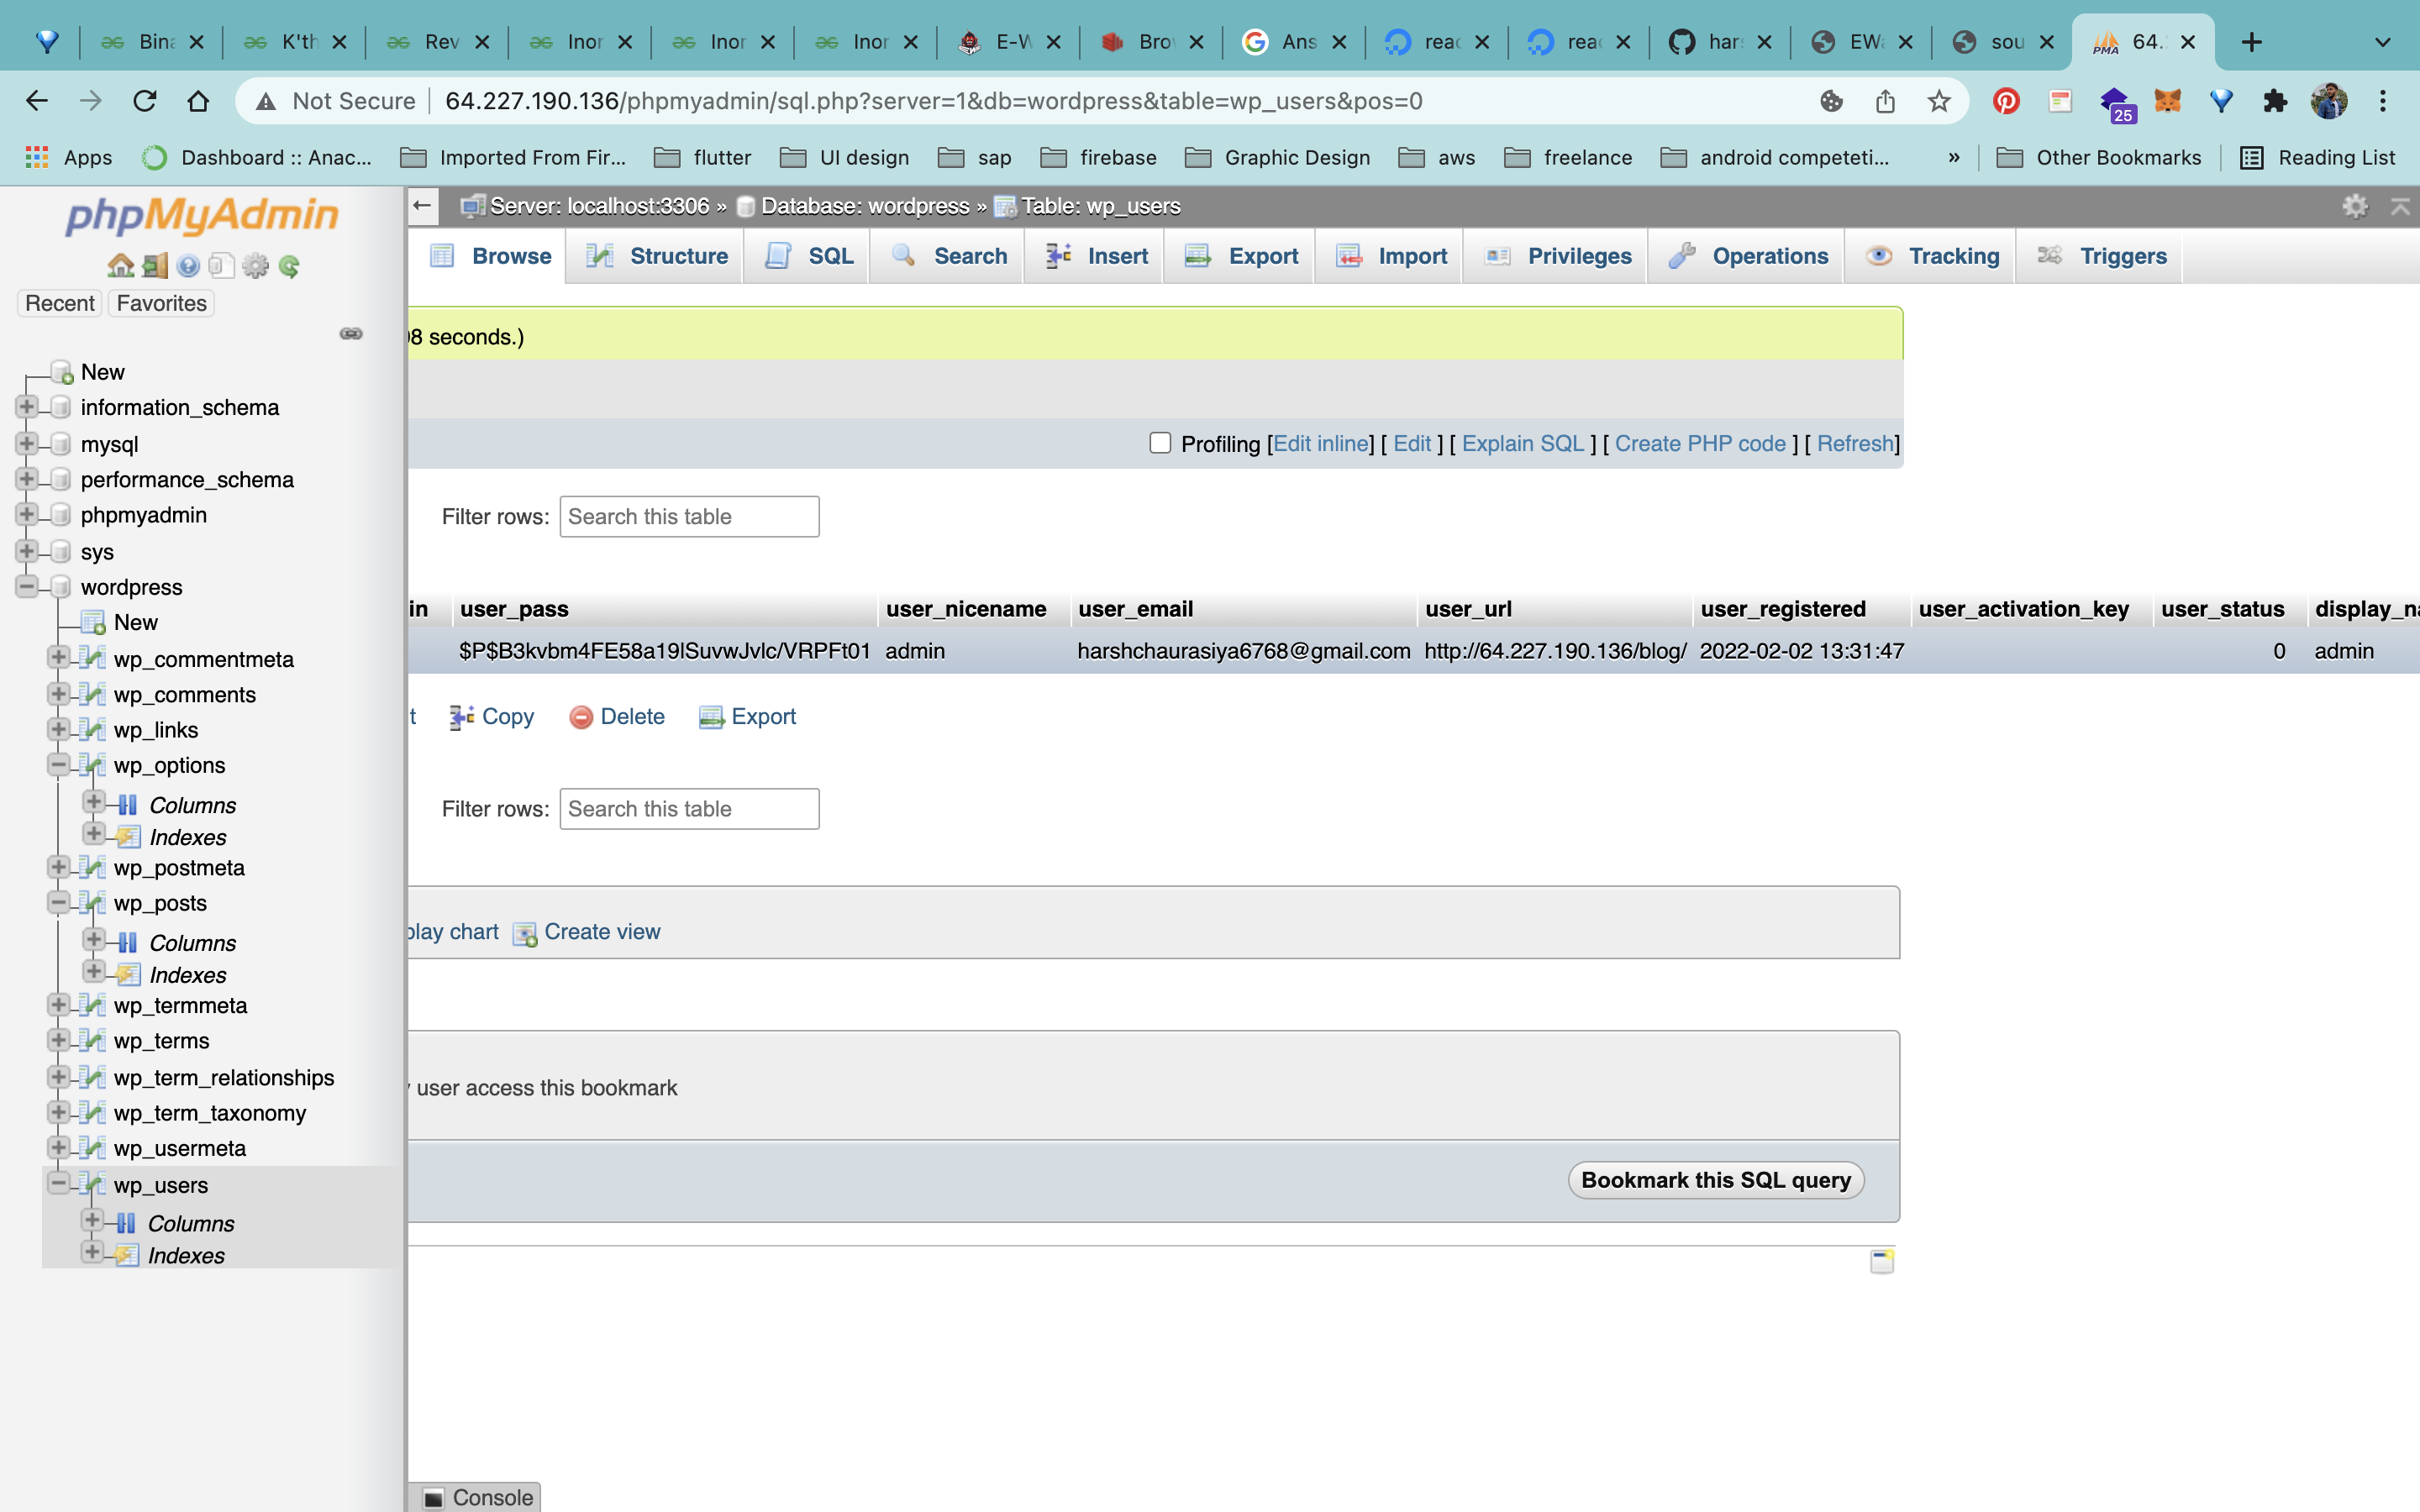 Bin
K'th
Rev
Inor
Inor
Inor
E-W
Bro
Ans
reac
reac
har
EWa
sou
PMA
64.
Not Secure
64.227.190.136/phpmyadmin/sql.php?server=1&db=wordpress&table=wp_users&pos=0
25
Apps
Dashboard :: Anac...
Imported From Fir...
flutter
UI design
sap
firebase
Graphic Design
aws
freelance
android competeti...
»
Other Bookmarks
Reading List
phpMyAdmin
Recent
Favorites
New
information_schema
mysql
performance_schema
phpmyadmin
sys
wordpress
New
wp_commentmeta
wp_comments
wp_links
wp_options
Columns
Indexes
wp_postmeta
wp_posts
Columns
Indexes
wp_termmeta
wp_terms
wp_term_relationships
wp_term_taxonomy
wp_usermeta
wp_users
Columns
Indexes
Server: localhost:3306 » Database: wordpress » Table: wp_users
Browse
Structure
SQL
Search
Insert
Export
Import
Privileges
Operations
Tracking
Triggers
8 seconds.)
Profiling [Edit inline] [ Edit ] [ Explain SQL ] [ Create PHP code ] [ Refresh]
Filter rows: Search this table
in user_pass user_nicename user_email user_url user_registered user_activation_key user_status display_na
$P$B3kvbm4FE58a19lSuvwJvlc/VRPFt01 admin harshchaurasiya6768@gmail.com http://64.227.190.136/blog/ 2022-02-02 13:31:47 0 admin
t Copy Delete Export
Filter rows: Search this table
play chart Create view
user access this bookmark
Bookmark this SQL query
Console